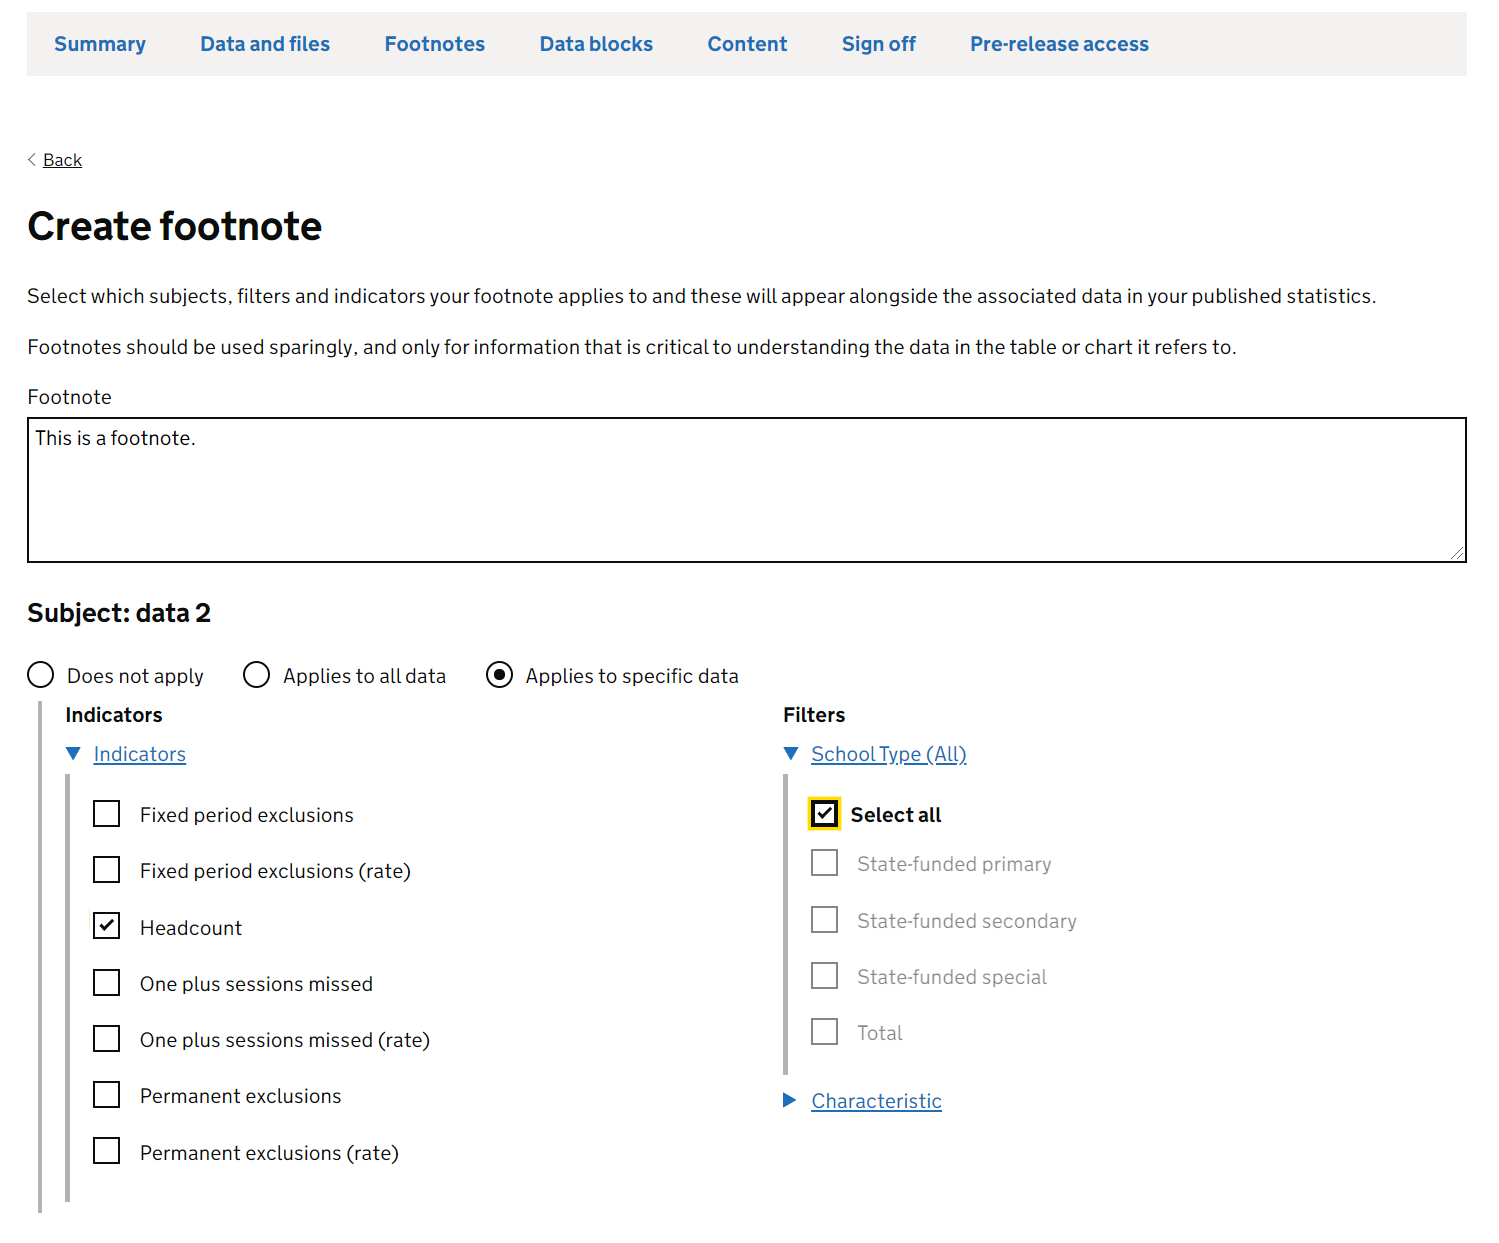 Summary Data and files Footnotes Data blocks Content Sign off Pre-release access
Back
Create footnote
Select which subjects, filters and indicators your footnote applies to and these will appear alongside the associated data in your published statistics.
Footnotes should be used sparingly, and only for information that is critical to understanding the data in the table or chart it refers to.
Footnote
This is a footnote.
Subject: data 2
Does not apply Applies to all data Applies to specific data
Indicators
Indicators
Fixed period exclusions
Fixed period exclusions (rate)
Headcount
One plus sessions missed
One plus sessions missed (rate)
Permanent exclusions
Permanent exclusions (rate)
Filters
School Type (All)
Select all
State-funded primary
State-funded secondary
State-funded special
Total
Characteristic